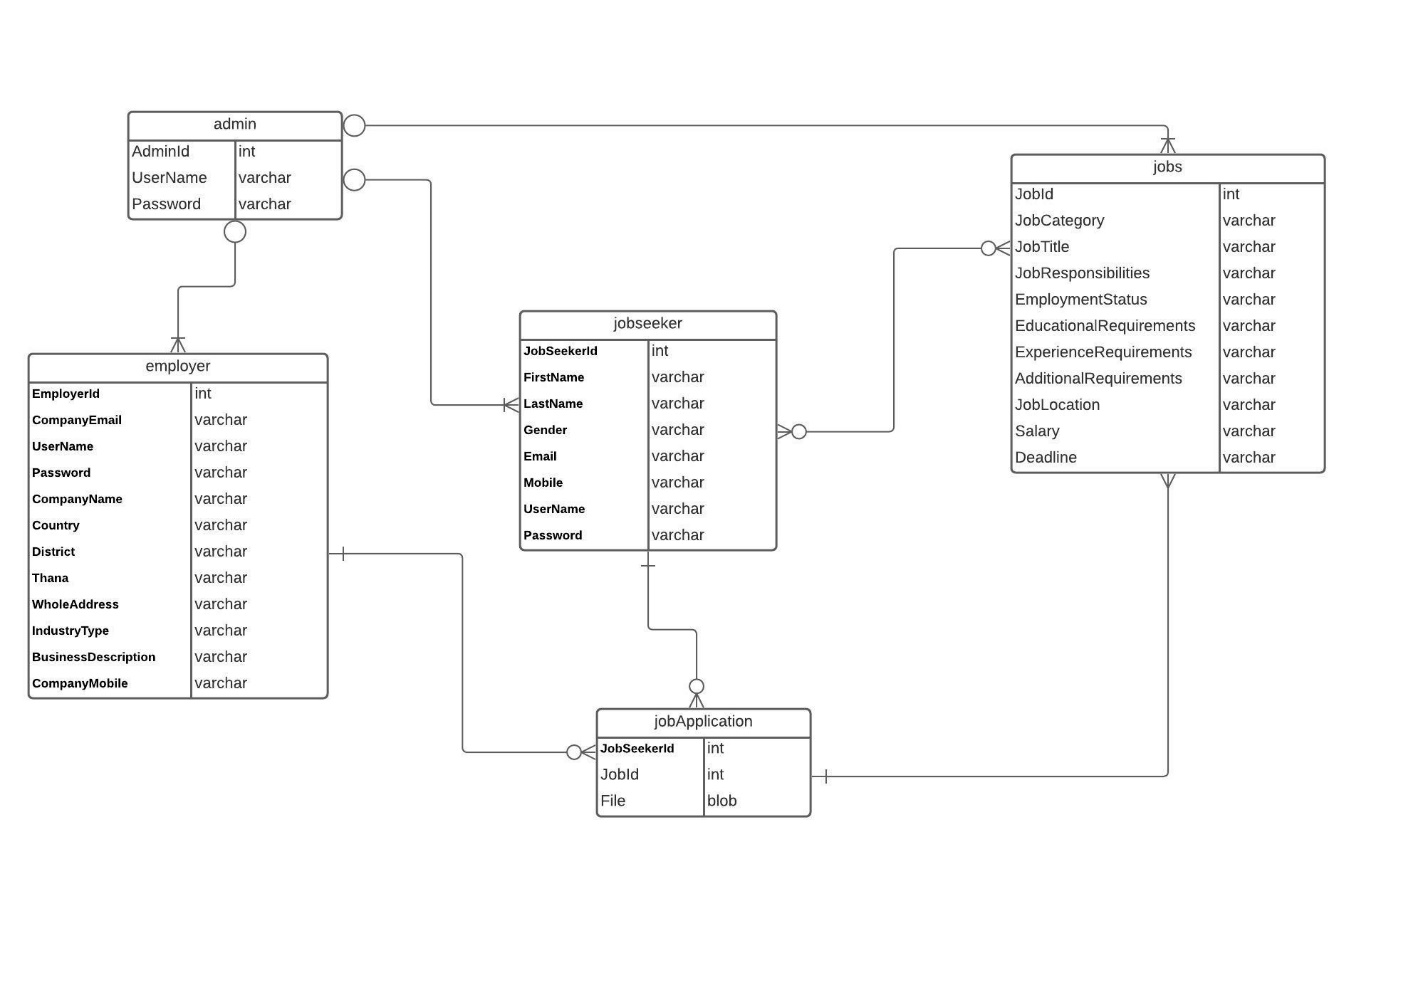 admin
AdminId int
UserName varchar
Password varchar
jobs
JobId int
JobCategory varchar
JobTitle varchar
JobResponsibilities varchar
EmploymentStatus varchar
EducationalRequirements varchar
ExperienceRequirements varchar
AdditionalRequirements varchar
JobLocation varchar
Salary varchar
Deadline varchar
jobseeker
JobSeekerId int
FirstName varchar
LastName varchar
Gender varchar
Email varchar
Mobile varchar
UserName varchar
Password varchar
employer
EmployerId int
CompanyEmail varchar
UserName varchar
Password varchar
CompanyName varchar
Country varchar
District varchar
Thana varchar
WholeAddress varchar
IndustryType varchar
BusinessDescription varchar
CompanyMobile varchar
jobApplication
JobSeekerId int
JobId int
File blob